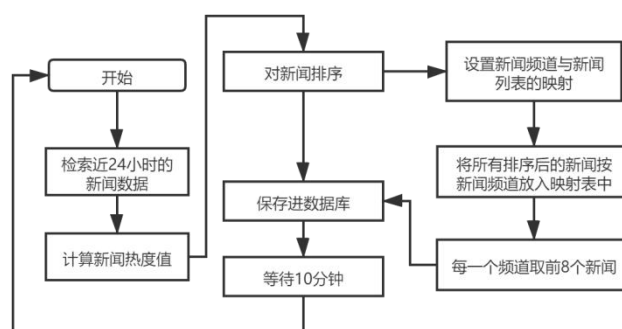 开始
检索近24小时的
新闻数据
计算新闻热度值
对新闻排序
保存进数据库
等待10分钟
设置新闻频道与新闻
列表的映射
将所有排序后的新闻按
新闻频道放入映射表中
每一个频道取前8个新闻